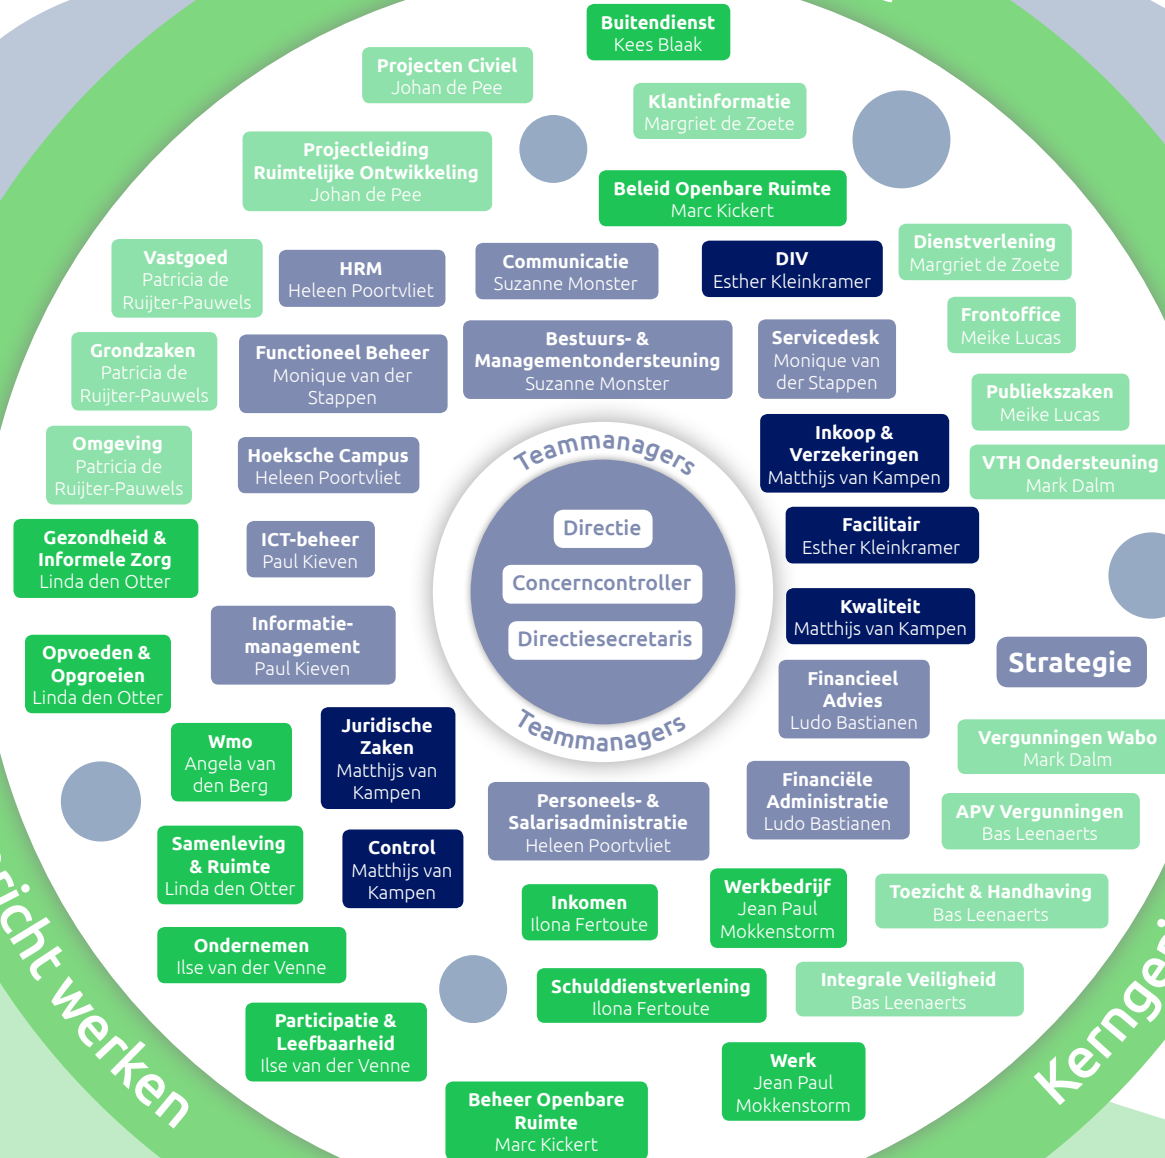 Buitendienst
Kees Blaak
Projecten Civiel
Johan de Pee
Klantinformatie
Margriet de Zoete
Projectleiding
Ruimtelijke Ontwikkeling
Johan de Pee
Beleid Openbare Ruimte
Marc Kickert
Vastgoed
Patricia de
Ruijter-Pauwels
HRM
Heleen Poortvliet
Communicatie
Suzanne Monster
DIV
Esther Kleinkramer
Dienstverlening
Margriet de Zoete
Frontoffice
Meike Lucas
Grondzaken
Patricia de
Ruijter-Pauwels
Functioneel Beheer
Monique van der
Stappen
Bestuurs- &
Managementondersteuning
Suzanne Monster
Servicedesk
Monique van
der Stappen
Publiekszaken
Meike Lucas
Omgeving
Patricia de
Ruijter-Pauwels
Hoeksche Campus
Heleen Poortvliet
Teammanagers
Inkoop &
Verzekeringen
Matthijs van Kampen
VTH Ondersteuning
Mark Dalm
Gezondheid &
Informele Zorg
Linda den Otter
ICT-beheer
Paul Kieven
Directie
Concerncontroller
Directiesecretaris
Facilitair
Esther Kleinkramer
Kwaliteit
Matthijs van Kampen
Opvoeden &
Opgroeien
Linda den Otter
Informatie-
management
Paul Kieven
Strategie
Financieel
Advies
Ludo Bastianen
Teammanagers
Wmo
Angela van
den Berg
Juridische
Zaken
Matthijs van
Kampen
Vergunningen Wabo
Mark Dalm
Personeels- &
Salarisadministratie
Heleen Poortvliet
Financiële
Administratie
Ludo Bastianen
APV Vergunningen
Bas Leenaerts
Samenleving
& Ruimte
Linda den Otter
Control
Matthijs van
Kampen
Inkomen
Ilona Fertoute
Werkbedrijf
Jean Paul
Mokkenstorm
Toezicht & Handhaving
Bas Leenaerts
Ondernemen
Ilse van der Venne
Schulddienstverlening
Ilona Fertoute
Integrale Veiligheid
Bas Leenaerts
Participatie &
Leefbaarheid
Ilse van der Venne
Werk
Jean Paul
Mokkenstorm
Beheer Openbare
Ruimte
Marc Kickert
richt werken
Kernge